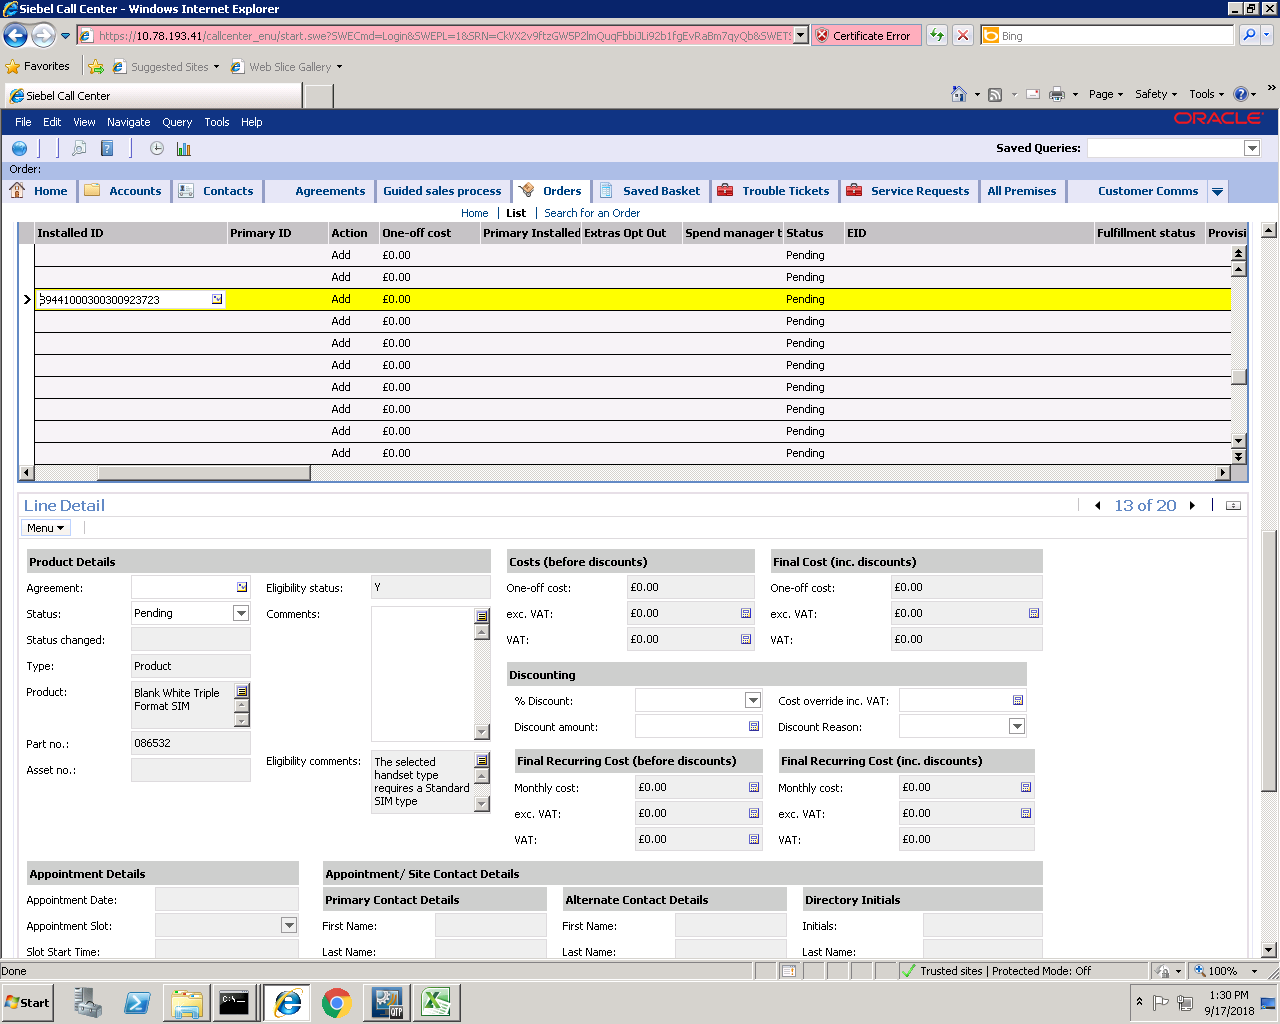 Siebel Call Center - Windows Internet Explorer
https://10.78.193.41/callcenter_enu/start.swe?SWECmd=Login&SWEPL=1&SRN=
Certificate Error
Bing
Favorites
Suggested Sites
Web Slice Gallery
Siebel Call Center
Page
Safety
Tools
»
File Edit View Navigate Query Tools Help
ORACLE
Saved Queries:
Order:
Home Accounts Contacts Agreements Guided sales process Orders Saved Basket Trouble Tickets Service Requests All Premises Customer Comms
Home | List | Search for an Order
Installed ID Primary ID Action One-off cost Primary Installed Extras Opt Out Spend manager t Status EID Fulfillment status Provisi
Add £0.00 Pending
Add £0.00 Pending
39441000300300923723 Add £0.00 Pending
Add £0.00 Pending
Add £0.00 Pending
Add £0.00 Pending
Add £0.00 Pending
Add £0.00 Pending
Add £0.00 Pending
Add £0.00 Pending
Line Detail
13 of 20
Menu
Product Details
Agreement:
Status: Pending
Status changed:
Type: Product
Product: Blank White Triple
Format SIM
Part no.: 086532
Asset no.:
Eligibility status: Y
Comments:
Eligibility comments: The selected
handset type
requires a Standard
SIM type
Costs (before discounts)
One-off cost: £0.00
exc. VAT: £0.00
VAT: £0.00
Final Cost (inc. discounts)
One-off cost: £0.00
exc. VAT: £0.00
VAT: £0.00
Discounting
% Discount:
Cost override inc. VAT:
Discount amount:
Discount Reason:
Final Recurring Cost (before discounts)
Monthly cost: £0.00
exc. VAT: £0.00
VAT: £0.00
Final Recurring Cost (inc. discounts)
Monthly cost: £0.00
exc. VAT: £0.00
VAT: £0.00
Appointment Details
Appointment Date:
Appointment Slot:
Slot Start Time:
Appointment/ Site Contact Details
Primary Contact Details
First Name:
Last Name:
Alternate Contact Details
First Name:
Last Name:
Directory Initials
Initials:
Last Name:
Done
Trusted sites | Protected Mode: Off
100%
Start
C:\.
QTP
1:30 PM
9/17/2018